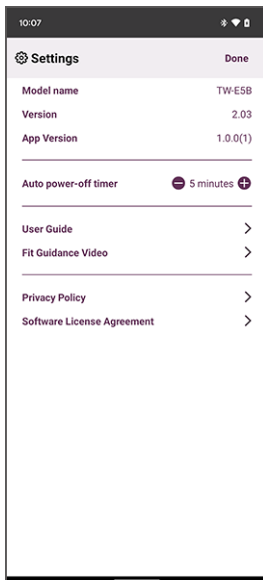 10:07
Settings Done
Model name TW-E5B
Version 2.03
App Version 1.0.0(1)
Auto power-off timer 5 minutes
User Guide
Fit Guidance Video
Privacy Policy
Software License Agreement